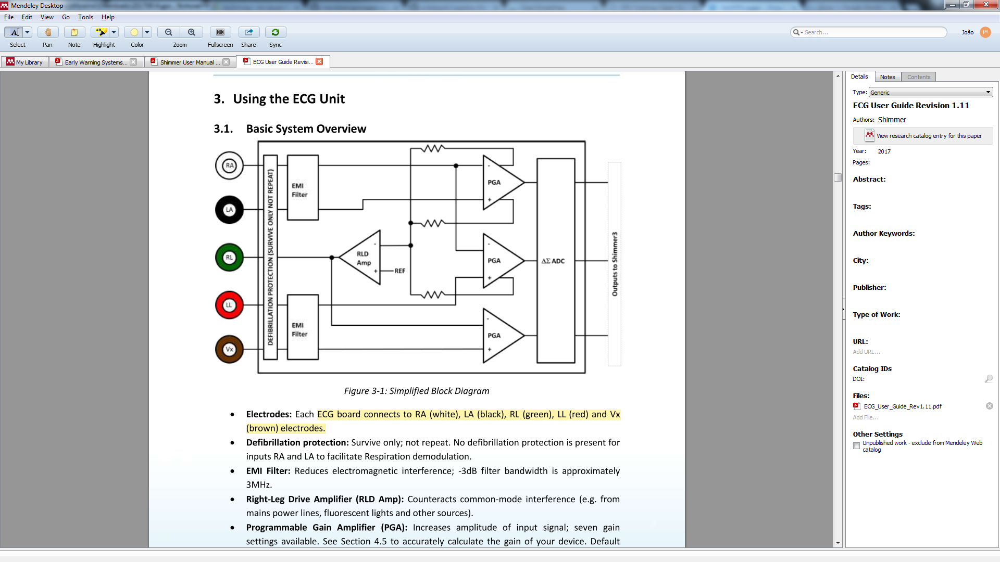 Mendeley Desktop
File Edit View Go Tools Help
Search...
João JM
Select Pan Note Highlight Color Zoom Fullscreen Share Sync
My Library Early Warning Systems... Shimmer User Manual ... ECG User Guide Revisi...
3. Using the ECG Unit
3.1. Basic System Overview
RA
LA
RL
LL
Vx
DEFIBRILLATION PROTECTION (SURVIVE ONLY NOT REPEAT)
EMI
Filter
EMI
Filter
RLD
Amp
-
+
REF
-
PGA
+
-
PGA
+
-
PGA
+
ΔΣ ADC
Outputs to Shimmer3
Figure 3-1: Simplified Block Diagram
• Electrodes: Each ECG board connects to RA (white), LA (black), RL (green), LL (red) and Vx
(brown) electrodes.
• Defibrillation protection: Survive only; not repeat. No defibrillation protection is present for
inputs RA and LA to facilitate Respiration demodulation.
• EMI Filter: Reduces electromagnetic interference; -3dB filter bandwidth is approximately
3MHz.
• Right-Leg Drive Amplifier (RLD Amp): Counteracts common-mode interference (e.g. from
mains power lines, fluorescent lights and other sources).
• Programmable Gain Amplifier (PGA): Increases amplitude of input signal; seven gain
settings available. See Section 4.5 to accurately calculate the gain of your device. Default
Details Notes Contents
Type: Generic
ECG User Guide Revision 1.11
Authors: Shimmer
View research catalog entry for this paper
Year: 2017
Pages:
Abstract:
Tags:
Author Keywords:
City:
Publisher:
Type of Work:
URL:
Add URL...
Catalog IDs
DOI:
Files:
ECG_User_Guide_Rev1.11.pdf
Add File...
Other Settings
Unpublished work - exclude from Mendeley Web
catalog